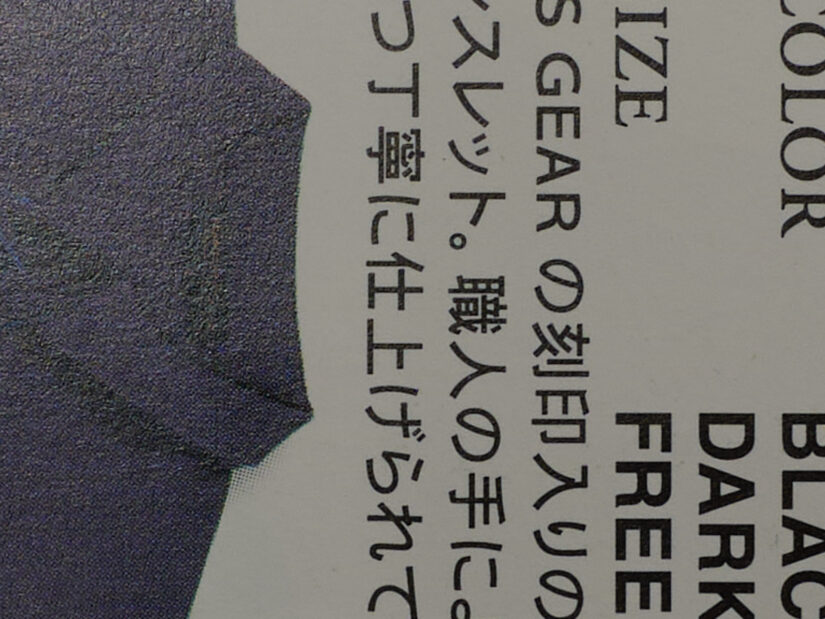 COLOR BLAC
DARK
IZE FREE
S GEAR の刻印入りの
スレット。職人の手に
つ丁寧に仕上げられて